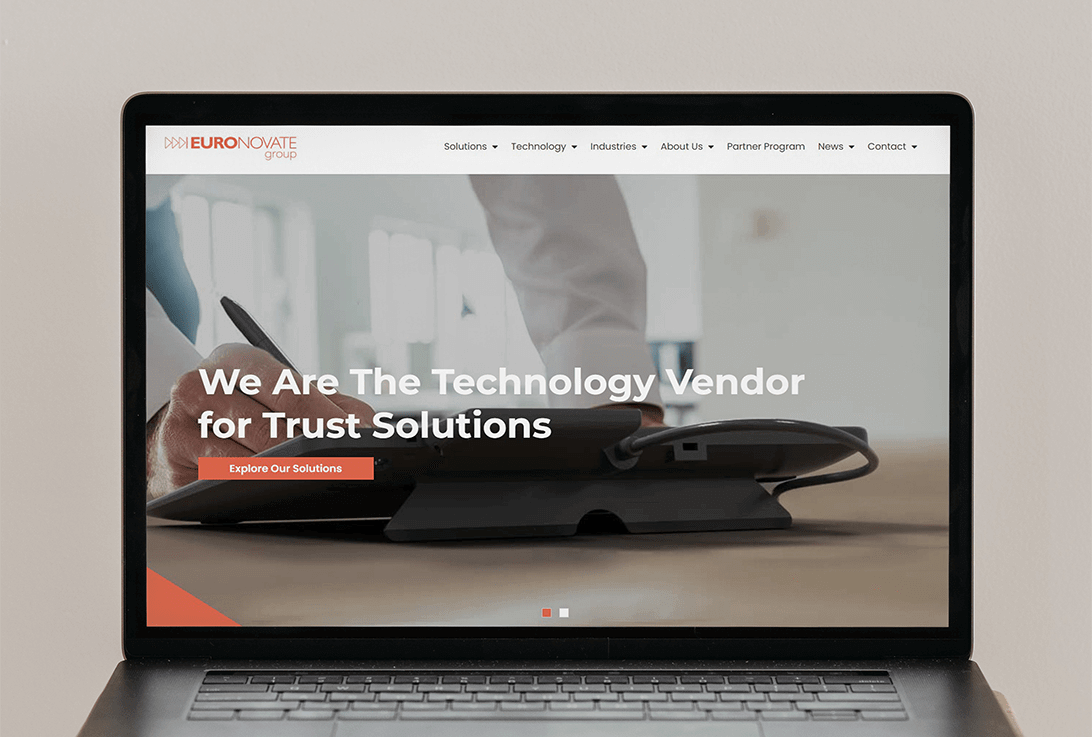 EURONOVATE
group
Solutions Technology Industries About Us Partner Program News Contact
We Are The Technology Vendor
for Trust Solutions
Explore Our Solutions